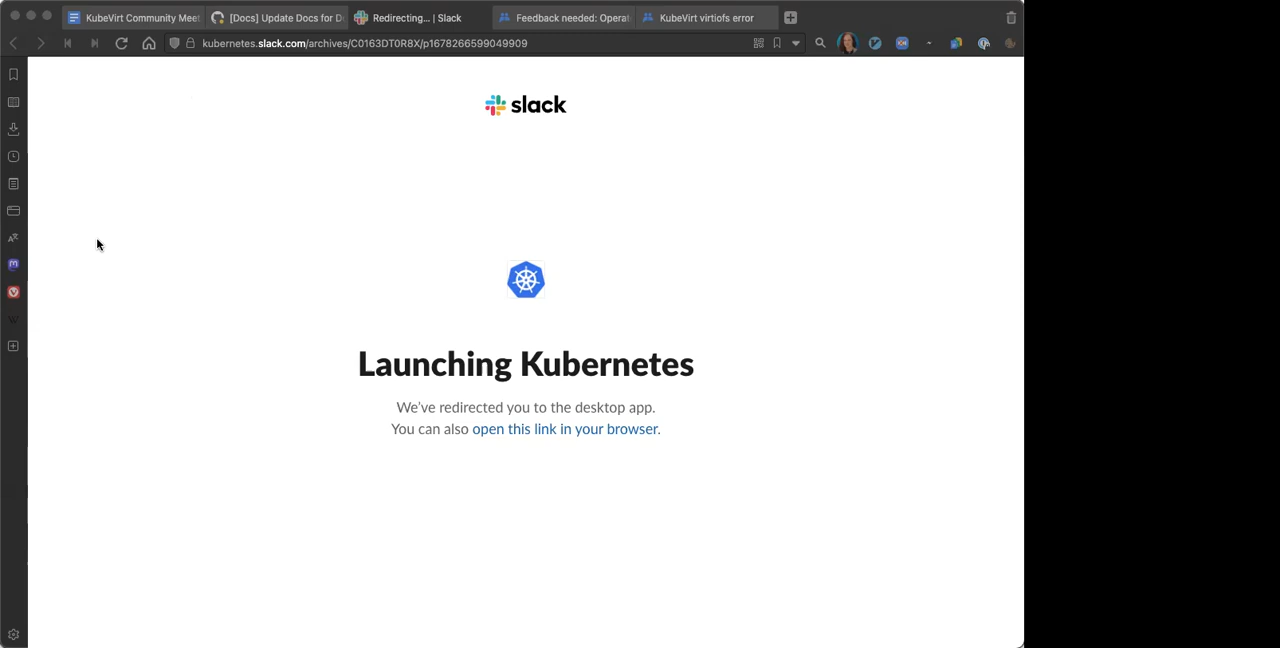 KubeVirt Community Meet
[Docs] Update Docs for D
Redirecting... | Slack
Feedback needed: Operat
KubeVirt virtiofs error
kubernetes.slack.com/archives/C0163DT0R8X/p1678266599049909
slack
Launching Kubernetes
We've redirected you to the desktop app.
You can also open this link in your browser.